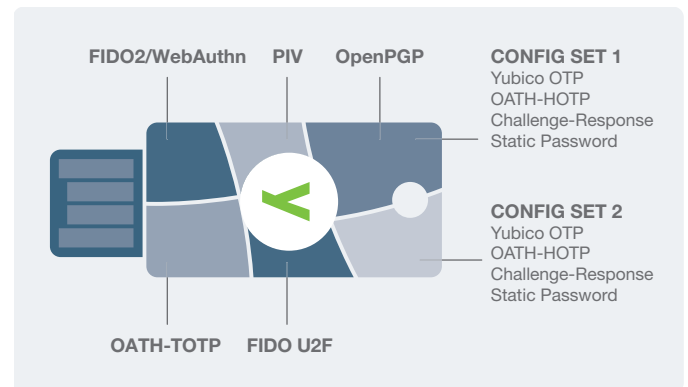 FIDO2/WebAuthn
PIV
OpenPGP
CONFIG SET 1
Yubico OTP
OATH-HOTP
Challenge-Response
Static Password
CONFIG SET 2
Yubico OTP
OATH-HOTP
Challenge-Response
Static Password
OATH-TOTP
FIDO U2F